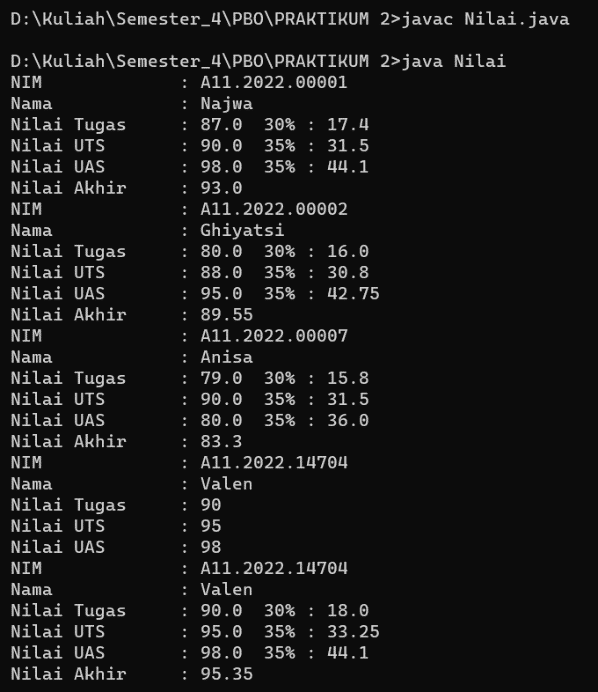 D:\Kuliah\Semester_4\PBO\PRAKTIKUM 2>javac Nilai.java
D:\Kuliah\Semester_4\PBO\PRAKTIKUM 2>java Nilai
NIM : A11.2022.00001
Nama : Najwa
Nilai Tugas : 87.0 30% : 17.4
Nilai UTS : 90.0 35% : 31.5
Nilai UAS : 98.0 35% : 44.1
Nilai Akhir : 93.0
NIM : A11.2022.00002
Nama : Ghiyatsi
Nilai Tugas : 80.0 30% : 16.0
Nilai UTS : 88.0 35% : 30.8
Nilai UAS : 95.0 35% : 42.75
Nilai Akhir : 89.55
NIM : A11.2022.00007
Nama : Anisa
Nilai Tugas : 79.0 30% : 15.8
Nilai UTS : 90.0 35% : 31.5
Nilai UAS : 80.0 35% : 36.0
Nilai Akhir : 83.3
NIM : A11.2022.14704
Nama : Valen
Nilai Tugas : 90
Nilai UTS : 95
Nilai UAS : 98
NIM : A11.2022.14704
Nama : Valen
Nilai Tugas : 90.0 30% : 18.0
Nilai UTS : 95.0 35% : 33.25
Nilai UAS : 98.0 35% : 44.1
Nilai Akhir : 95.35